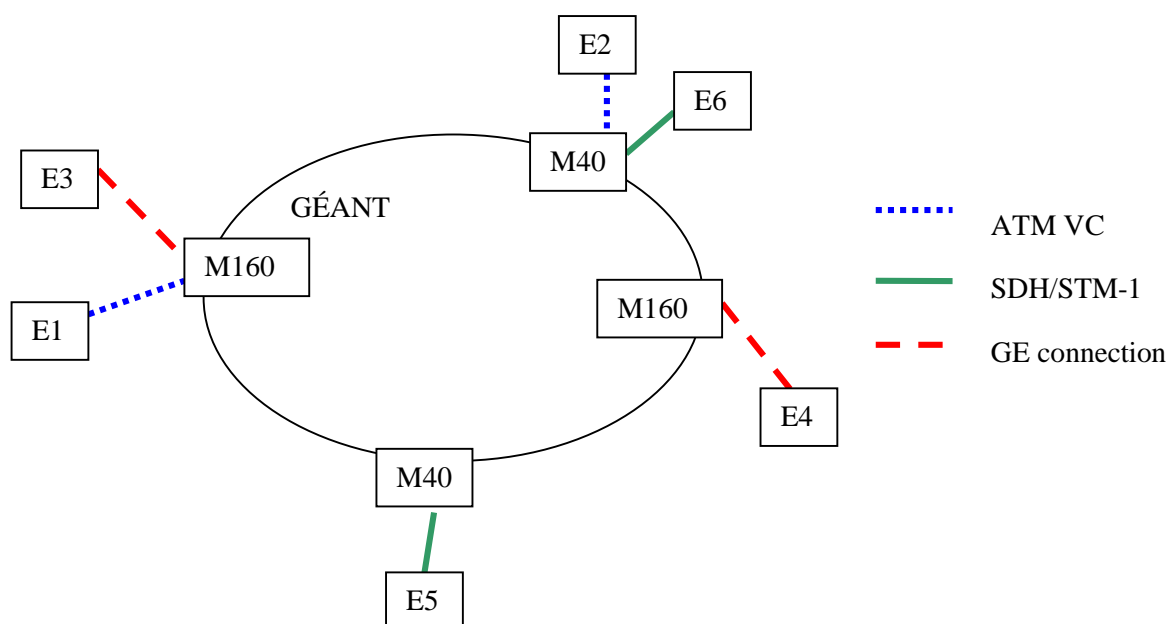 E2
E6
M40
E3
GÉANT
ATM VC
M160
SDH/STM-1
M160
E1
GE connection
E4
M40
E5